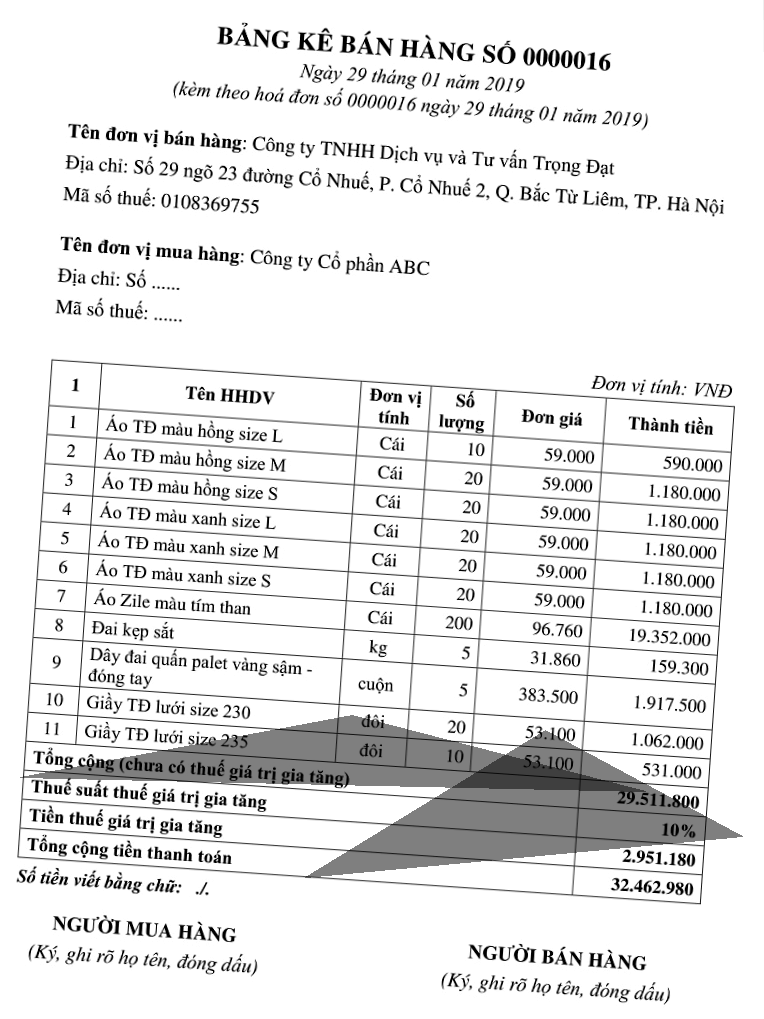 BẢNG KÊ BÁN HÀNG SỐ 0000016
Ngày 29 tháng 01 năm 2019
(kèm theo hoá đơn số 0000016 ngày 29 tháng 01 năm 2019)
Tên đơn vị bán hàng: Công ty TNHH Dịch vụ và Tư vấn Trọng Đạt
Địa chỉ: Số 29 ngõ 23 đường Cổ Nhuế, P. Cổ Nhuế 2, Q. Bắc Từ Liêm, TP. Hà Nội
Mã số thuế: 0108369755
Tên đơn vị mua hàng: Công ty Cổ phần ABC
Địa chỉ: Số ......
Mã số thuế: ......
Đơn vị tính: VNĐ
1 Tên HHDV Đơn vị tính Số lượng Đơn giá Thành tiền
1 Áo TĐ màu hồng size L Cái 10 59.000 590.000
2 Áo TĐ màu hồng size M Cái 20 59.000 1.180.000
3 Áo TĐ màu hồng size S Cái 20 59.000 1.180.000
4 Áo TĐ màu xanh size L Cái 20 59.000 1.180.000
5 Áo TĐ màu xanh size M Cái 20 59.000 1.180.000
6 Áo TĐ màu xanh size S Cái 20 59.000 1.180.000
7 Áo Zile màu tím than Cái 200 96.760 19.352.000
8 Đai kẹp sắt kg 5 31.860 159.300
9 Dây đai quấn palet vàng sậm - đóng tay cuộn 5 383.500 1.917.500
10 Giầy TĐ lưới size 230 đôi 20 53.100 1.062.000
11 Giầy TĐ lưới size 235 đôi 10 53.100 531.000
Tổng cộng (chưa có thuế giá trị gia tăng) 29.511.800
Thuế suất thuế giá trị gia tăng 10%
Tiền thuế giá trị gia tăng 2.951.180
Tổng cộng tiền thanh toán 32.462.980
Số tiền viết bằng chữ: ./.
NGƯỜI MUA HÀNG
(Ký, ghi rõ họ tên, đóng dấu)
NGƯỜI BÁN HÀNG
(Ký, ghi rõ họ tên, đóng dấu)